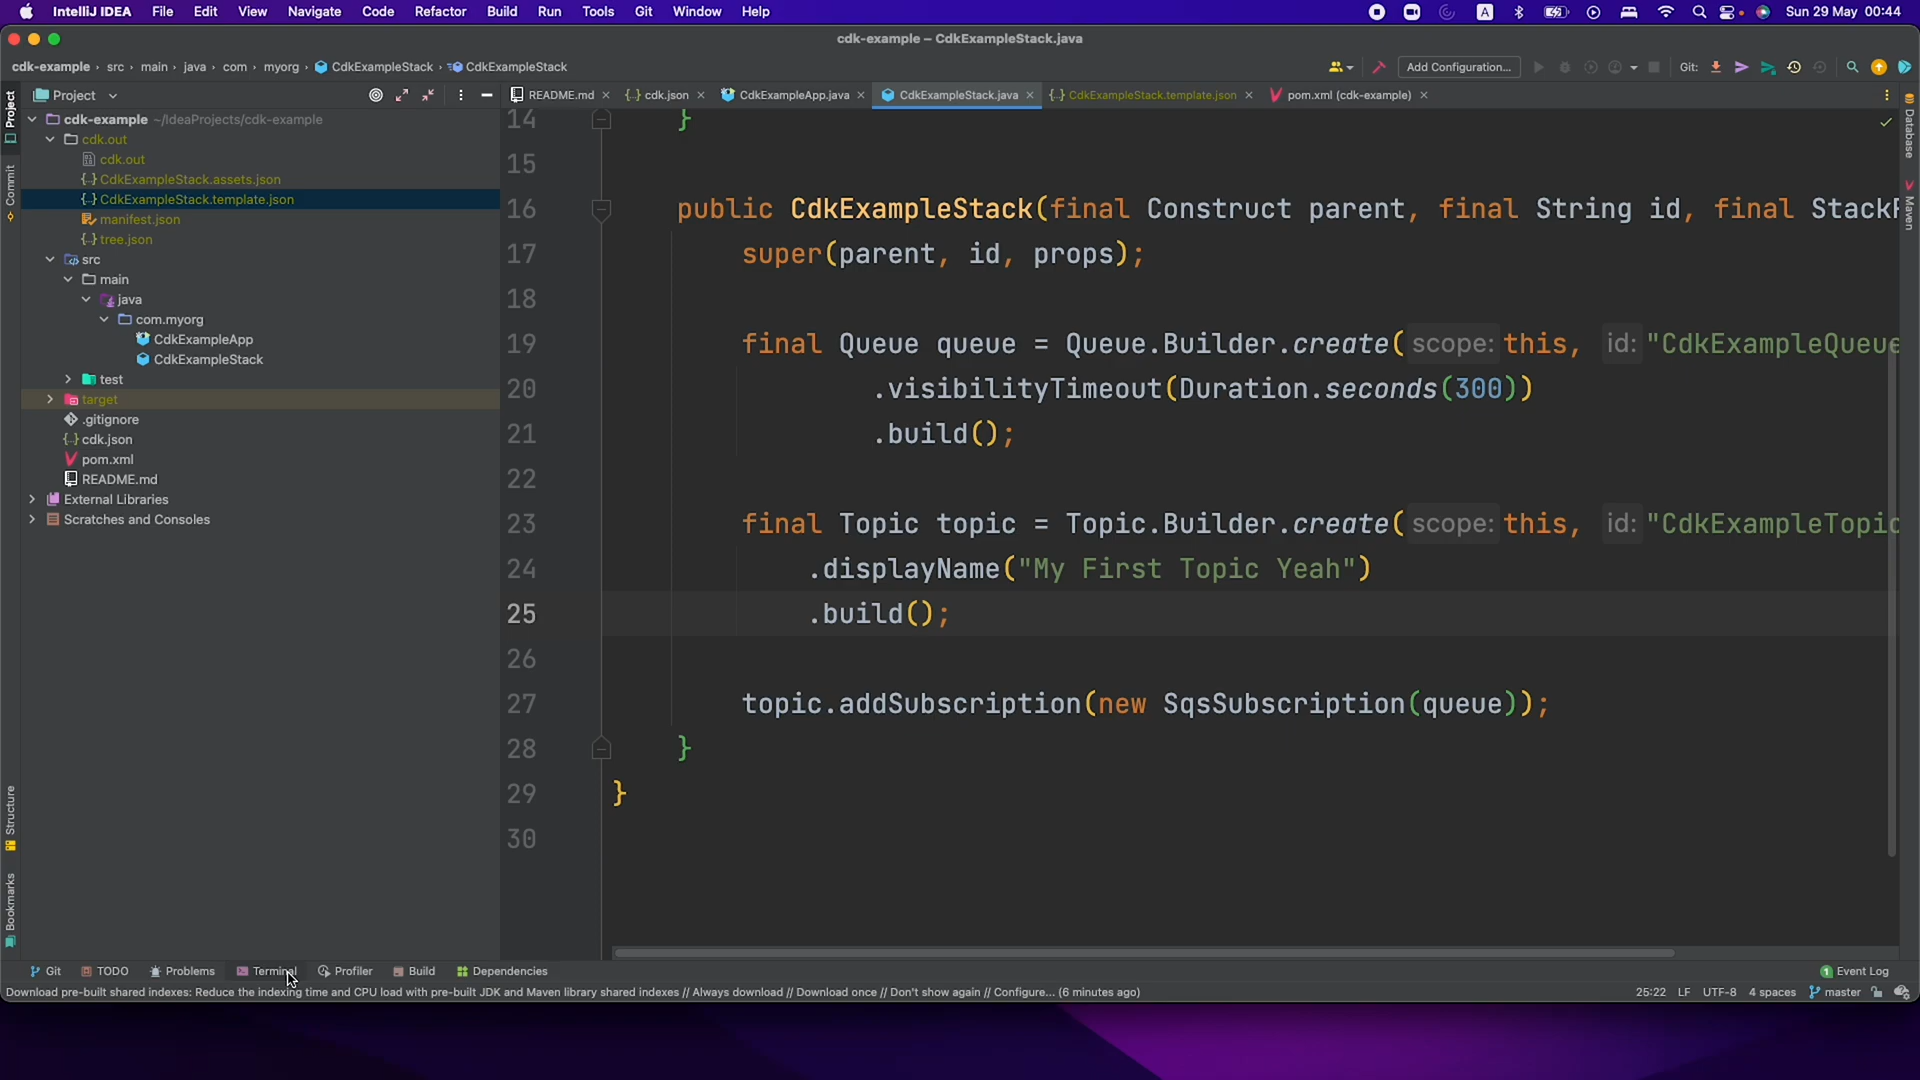 IntelliJ IDEA File Edit View Navigate Code Refactor Build Run Tools Git Window Help A Sun 29 May 00:44
cdk-example – CdkExampleStack.java
cdk-example › src › main › java › com › myorg › CdkExampleStack › CdkExampleStack Add Configuration... Git:
Project README.md cdk.json CdkExampleApp.java CdkExampleStack.java CdkExampleStack.template.json pom.xml (cdk-example)
Project
Commit
Structure
Bookmarks
Database
Maven
cdk-example ~/IdeaProjects/cdk-example
cdk.out
cdk.out
CdkExampleStack.assets.json
CdkExampleStack.template.json
manifest.json
tree.json
src
main
java
com.myorg
CdkExampleApp
CdkExampleStack
test
target
.gitignore
cdk.json
pom.xml
README.md
External Libraries
Scratches and Consoles
14 }
15
16 public CdkExampleStack(final Construct parent, final String id, final Stack
17 super(parent, id, props);
18
19 final Queue queue = Queue.Builder.create( scope: this, id: "CdkExampleQueue
20 .visibilityTimeout(Duration.seconds(300))
21 .build();
22
23 final Topic topic = Topic.Builder.create( scope: this, id: "CdkExampleTopic
24 .displayName("My First Topic Yeah")
25 .build();
26
27 topic.addSubscription(new SqsSubscription(queue));
28 }
29 }
30
Git TODO Problems Terminal Profiler Build Dependencies 1 Event Log
Download pre-built shared indexes: Reduce the indexing time and CPU load with pre-built JDK and Maven library shared indexes // Always download // Download once // Don't show again // Configure... (6 minutes ago) 25:22 LF UTF-8 4 spaces master